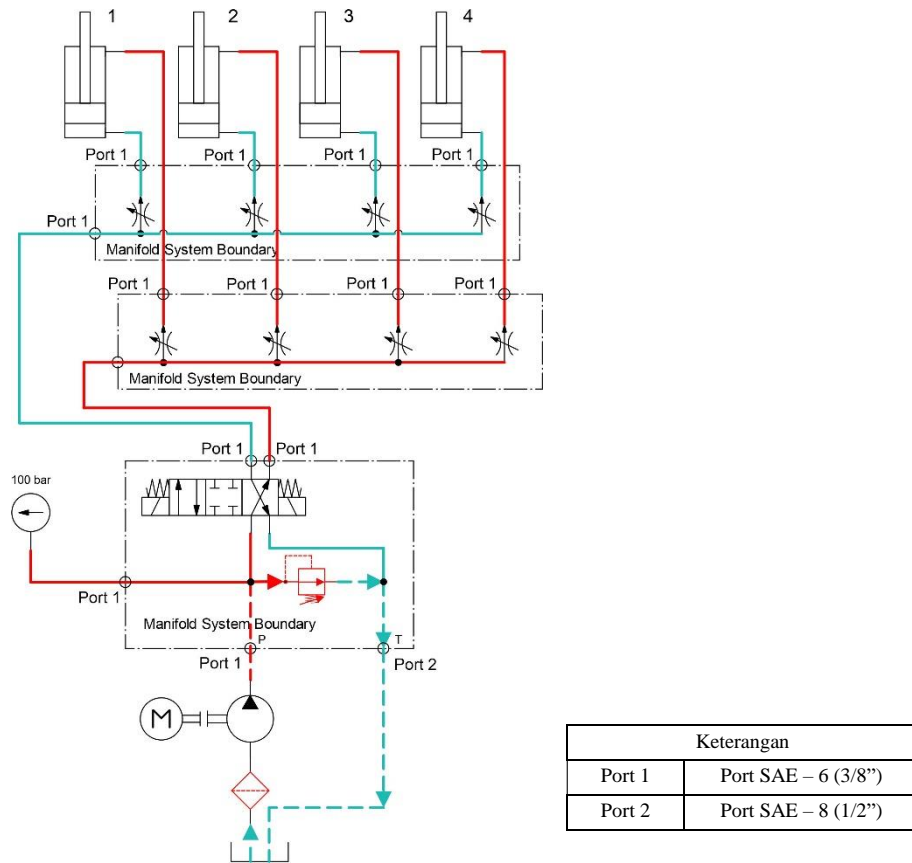 1 2 3 4
Port 1 Port 1 Port 1 Port 1
Port 1
Manifold System Boundary
Port 1 Port 1 Port 1 Port 1
Manifold System Boundary
Port 1 Port 1
100 bar
Port 1
Manifold System Boundary
P T
Port 1 Port 2
M
Keterangan
Port 1 Port SAE – 6 (3/8”)
Port 2 Port SAE – 8 (1/2”)